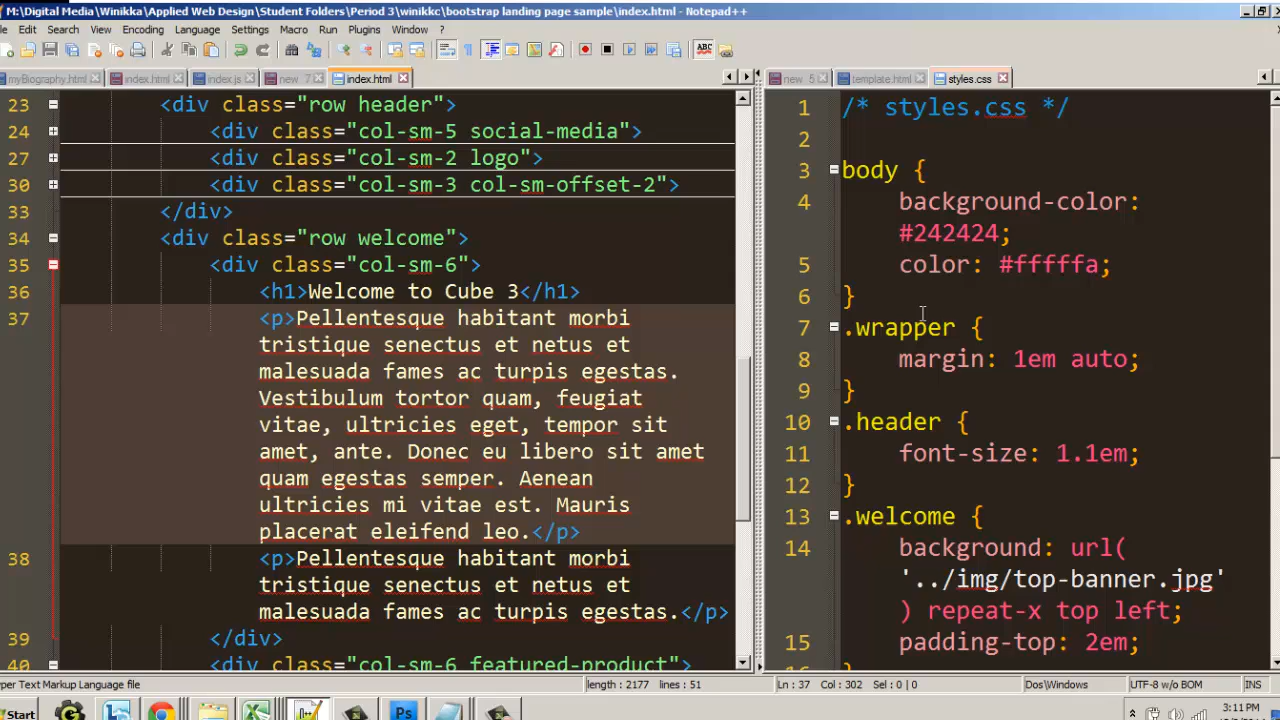 M:\Digital Media\Winikka\Applied Web Design\Student Folders\Period 3\winikkc\bootstrap landing page sample\index.html - Notepad++
File Edit Search View Encoding Language Settings Macro Run Plugins Window ?
ABC
myBiography.html index.html index.js new 7 index.html
new 5 template.html styles.css
23 <div class="row header">
24 <div class="col-sm-5 social-media">
27 <div class="col-sm-2 logo">
30 <div class="col-sm-3 col-sm-offset-2">
33 </div>
34 <div class="row welcome">
35 <div class="col-sm-6">
36 <h1>Welcome to Cube 3</h1>
37 <p>Pellentesque habitant morbi
tristique senectus et netus et
malesuada fames ac turpis egestas.
Vestibulum tortor quam, feugiat
vitae, ultricies eget, tempor sit
amet, ante. Donec eu libero sit amet
quam egestas semper. Aenean
ultricies mi vitae est. Mauris
placerat eleifend leo.</p>
38 <p>Pellentesque habitant morbi
tristique senectus et netus et
malesuada fames ac turpis egestas.</p>
39 </div>
40 <div class="col-sm-6 featured-product">
1 /* styles.css */
2
3 body {
4 background-color:
#242424;
5 color: #fffffa;
6 }
7 .wrapper {
8 margin: 1em auto;
9 }
10 .header {
11 font-size: 1.1em;
12 }
13 .welcome {
14 background: url(
'../img/top-banner.jpg'
) repeat-x top left;
15 padding-top: 2em;
16 }
per Text Markup Language file length : 2177 lines : 51 Ln : 37 Col : 302 Sel : 0 | 0 Dos\Windows UTF-8 w/o BOM INS
Start Ps 3:11 PM